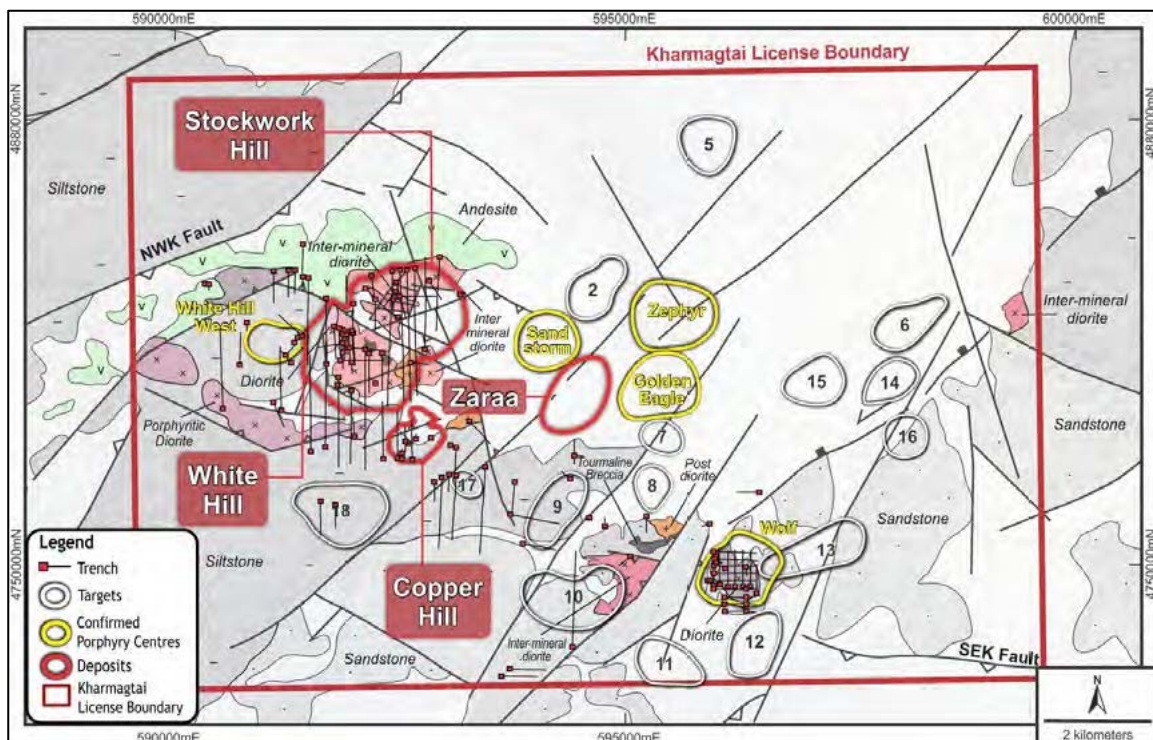 590000mE
595000mE
600000mE
Kharmagtai License Boundary
4880000mN
4880000mN
Stockwork
Hill
5
Siltstone
Andesite
NWK Fault
Inter-mineral
diorite
2
White Hill
West
Sand
storm
Zephyr
6
Inter-mineral
diorite
Inter
mineral
diorite
Diorite
Zaraa
Golden
Eagle
15
14
Porphyritic
Diorite
7
16
Sandstone
White
Hill
Tourmaline
Breccia
Post
diorite
17
8
9
18
Sandstone
Wolf
13
Siltstone
Copper
Hill
4750000mN
4750000mN
10
Diorite
12
Inter-mineral
diorite
11
Sandstone
SEK Fault
Legend
Trench
Targets
Confirmed
Porphyry Centres
Deposits
Kharmagtai
License Boundary
N
2 kilometers
590000mE
595000mE